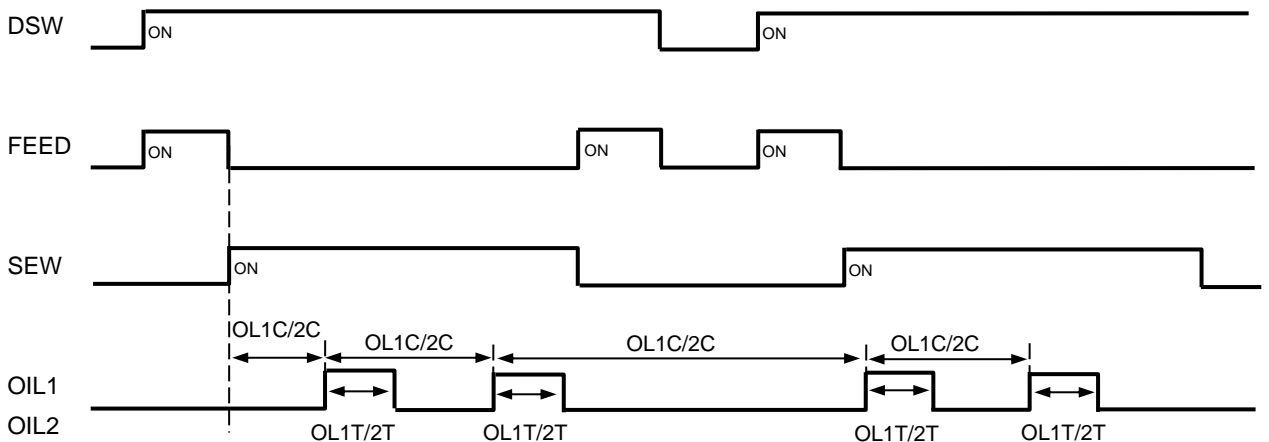 DSW
ON
ON
FEED
ON
ON
ON
SEW
ON
ON
OL1C/2C
OL1C/2C
OL1C/2C
OL1C/2C
OIL1
OIL2
OL1T/2T
OL1T/2T
OL1T/2T
OL1T/2T